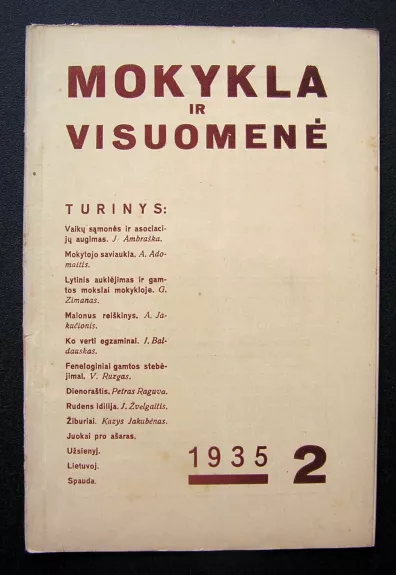 MOKYKLA
IR
VISUOMENĖ
TURINYS:
Vaikų sąmonės ir asociaci-
jų augimas. J. Ambraška.
Mokytojo saviaukla. A. Ado-
maitis.
Lytinis auklėjimas ir gam-
tos mokslai mokykloje. G.
Zimanas.
Malonus reiškinys. A. Ja-
kučionis.
Ko verti egzaminai. J. Bal-
dauskas.
Feneloginiai gamtos stebė-
jimai. V. Ruzgas.
Dienoraštis. Petras Raguva.
Rudens idilija. J. Žvelgaitis.
Žiburiai. Kazys Jakubėnas.
Juokai pro ašaras.
Užsienyj.
Lietuvoj.
Spauda.
1935 2